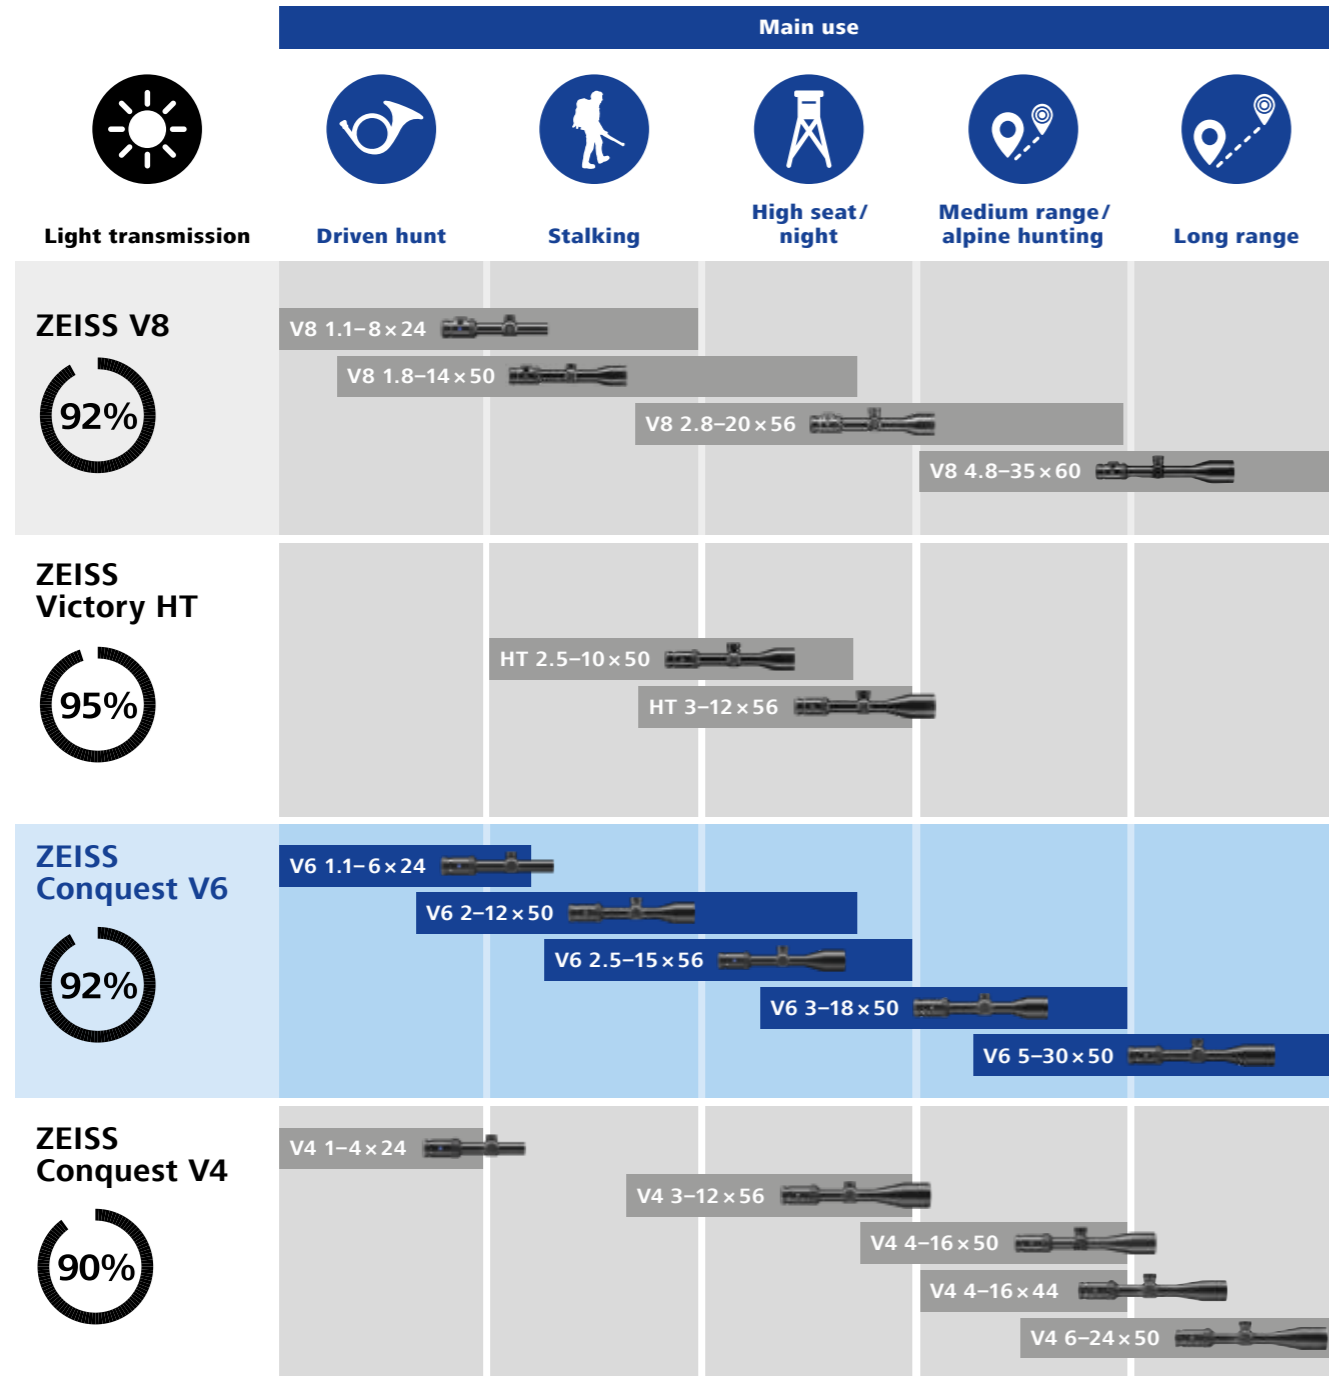 Main use
Light transmission
Driven hunt
Stalking
High seat/
night
Medium range/
alpine hunting
Long range
ZEISS V8
92%
V8 1.1–8 × 24
V8 1.8–14 × 50
V8 2.8–20 × 56
V8 4.8–35 × 60
ZEISS
Victory HT
95%
HT 2.5–10 × 50
HT 3–12 × 56
ZEISS
Conquest V6
92%
V6 1.1–6 × 24
V6 2–12 × 50
V6 2.5–15 × 56
V6 3–18 × 50
V6 5–30 × 50
ZEISS
Conquest V4
90%
V4 1–4 × 24
V4 3–12 × 56
V4 4–16 × 50
V4 4–16 × 44
V4 6–24 × 50